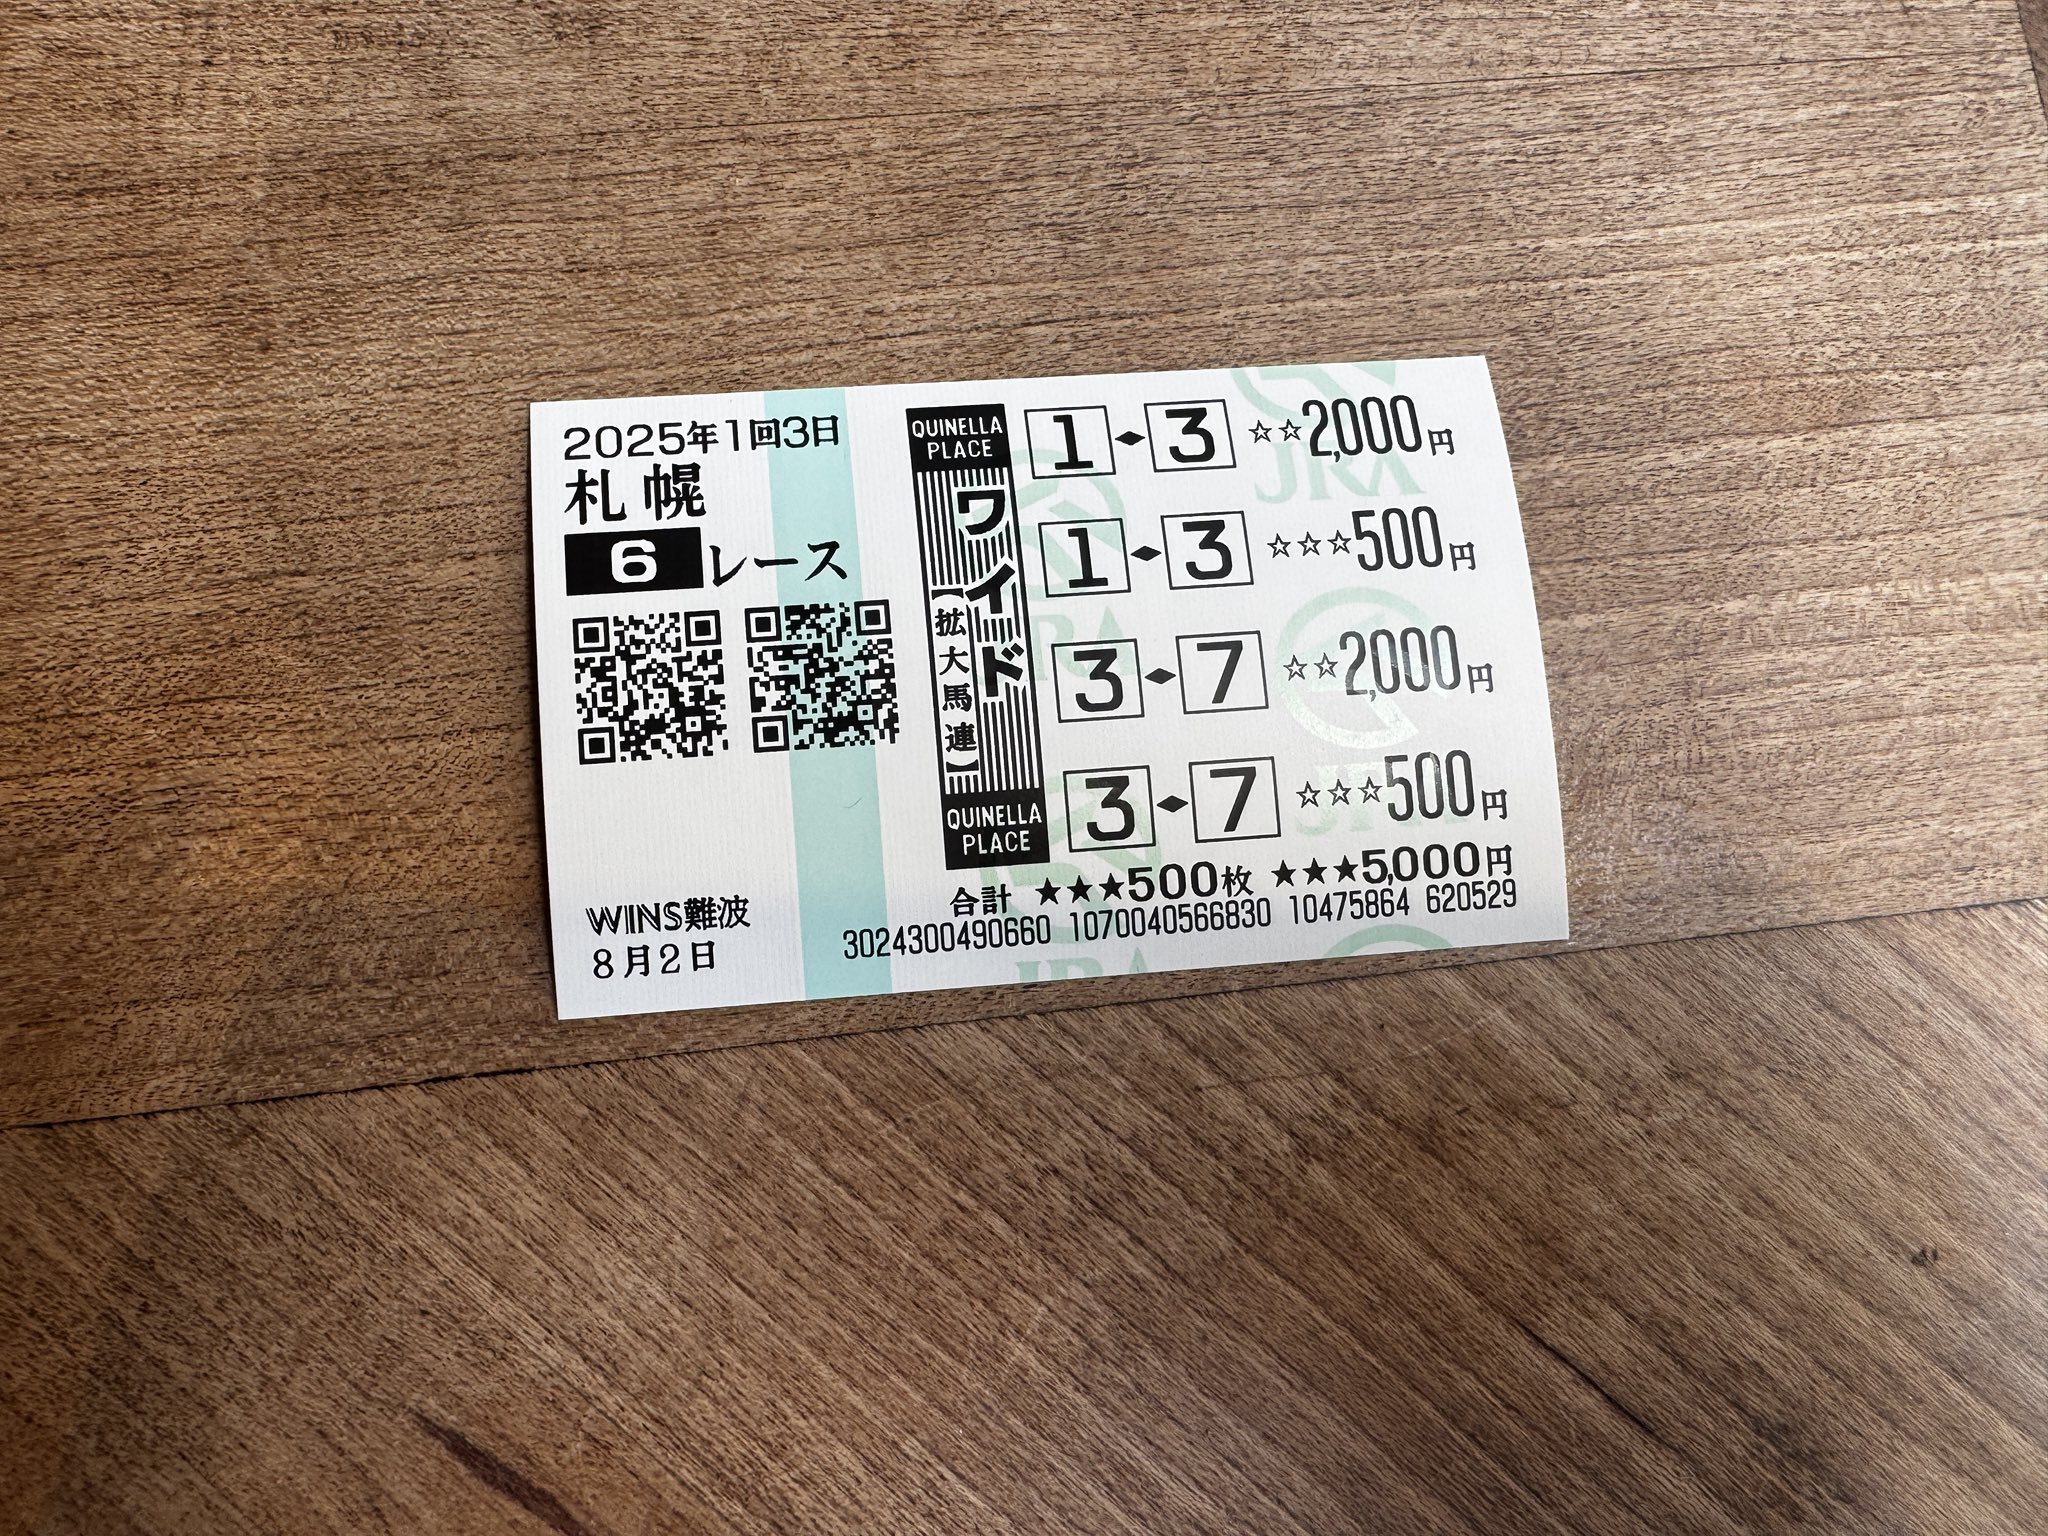 2025年1回3日
札幌
6レース
WINS難波
8月2日
QUINELLA
PLACE
ワイド
【拡大馬連】
QUINELLA
PLACE
1◆3 ☆☆2,000円
1◆3 ☆☆☆500円
3◆7 ☆☆2,000円
3◆7 ☆☆☆500円
合計 ★★★500枚 ★★★5,000円
3024300490660 1070040566830 10475864 620529
JRA
JRA
JRA
JRA